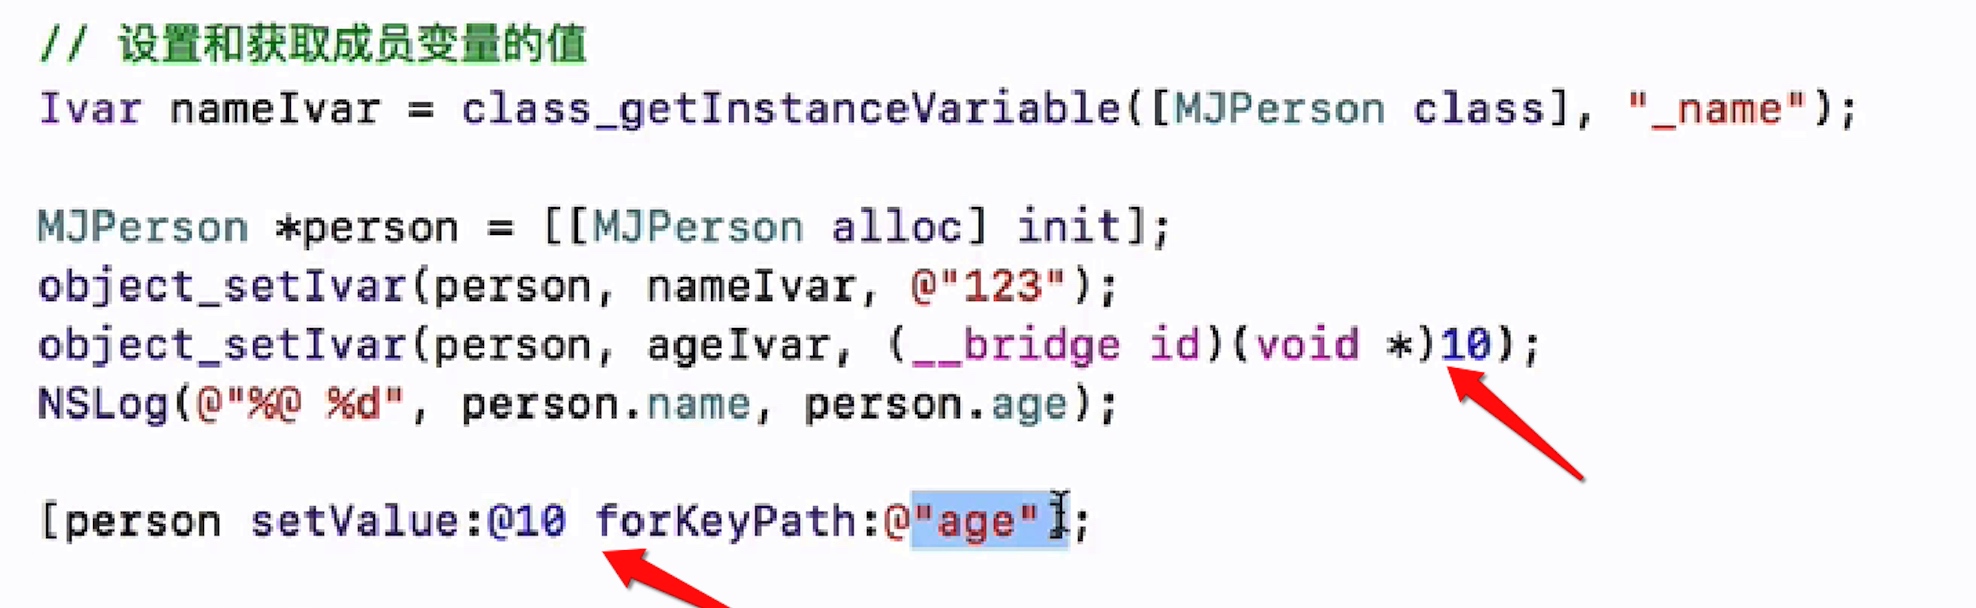 // 设置和获取成员变量的值
Ivar nameIvar = class_getInstanceVariable([MJPerson class], "_name");
MJPerson *person = [[MJPerson alloc] init];
object_setIvar(person, nameIvar, @"123");
object_setIvar(person, ageIvar, (__bridge id)(void *)10);
NSLog(@"%@ %d", person.name, person.age);
[person setValue:@10 forKeyPath:@"age"];